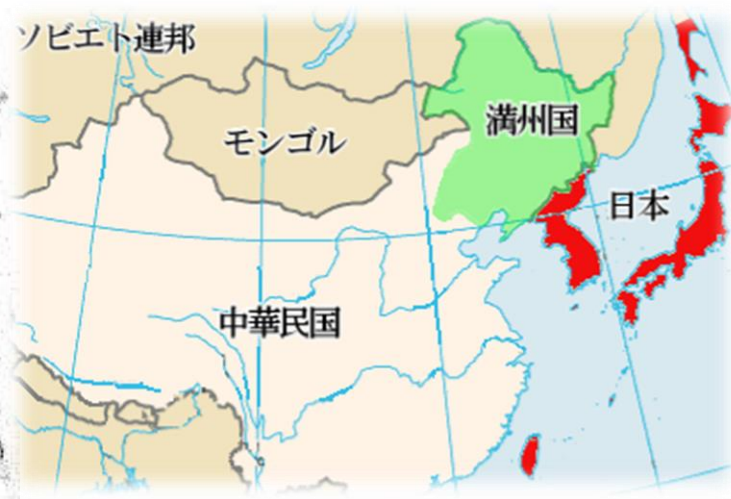 ソビエト連邦
満州国
モンゴル
日本
中華民国